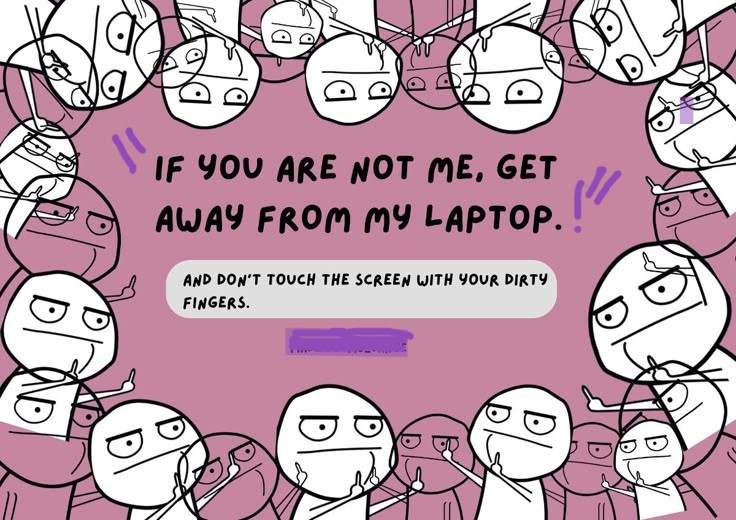 "IF YOU ARE NOT ME, GET
AWAY FROM MY LAPTOP.!"
AND DON'T TOUCH THE SCREEN WITH YOUR DIRTY
FINGERS.